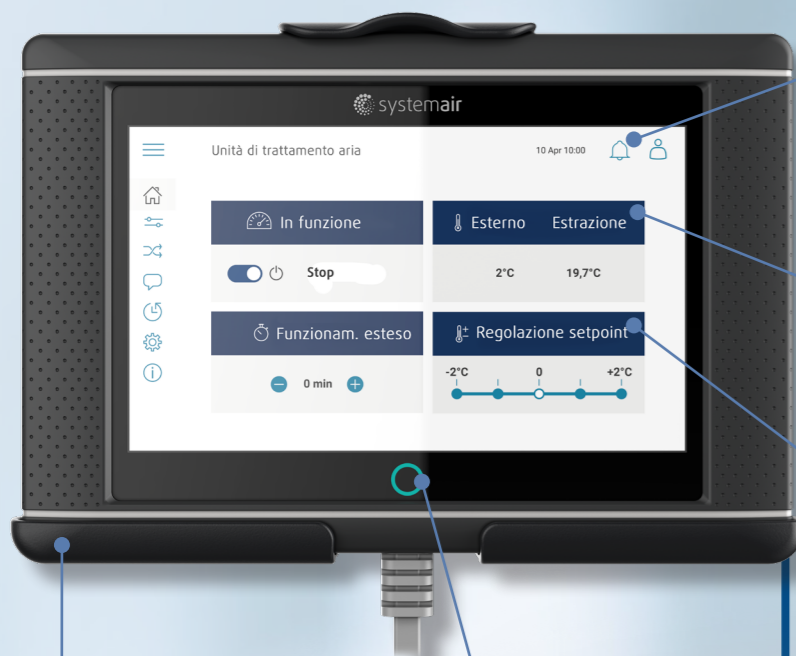 systemair
Unità di trattamento aria
10 Apr 10:00
In funzione
Stop
Esterno Estrazione
2°C 19,7°C
Funzionam. esteso
0 min
Regolazione setpoint
-2°C 0 +2°C